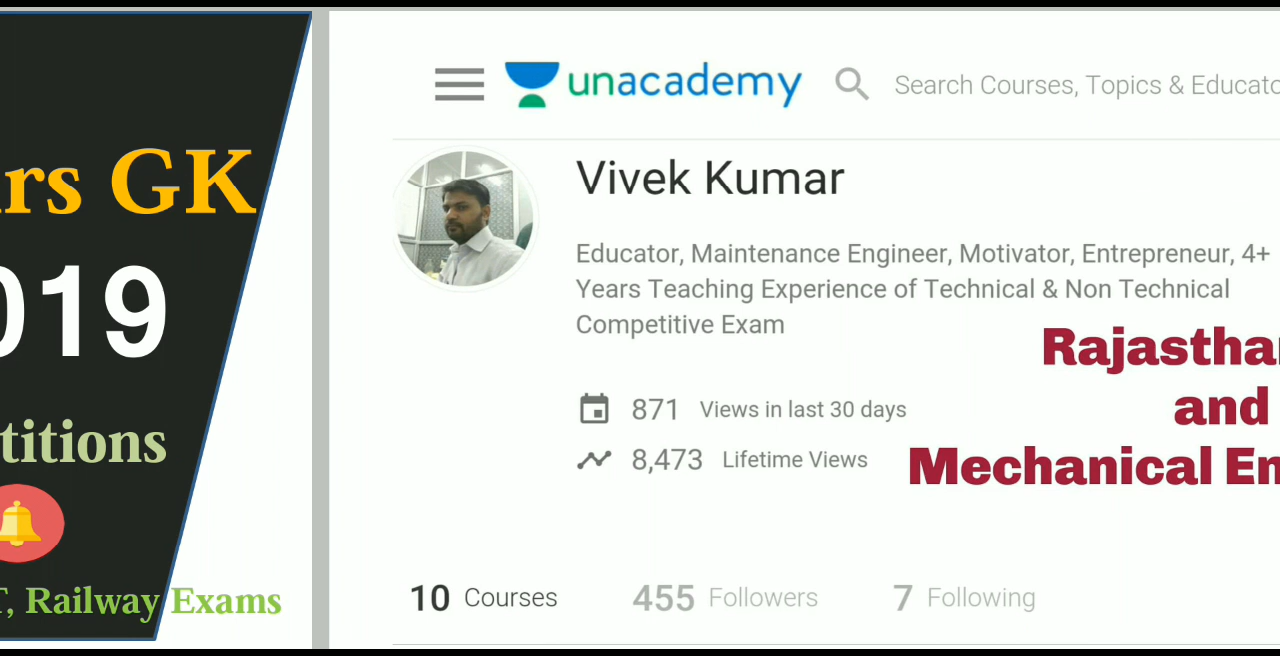 GK
2019
titions
Railway Exams
unacademy
Search Courses, Topics & Educato
Vivek Kumar
Educator, Maintenance Engineer, Motivator, Entrepreneur, 4+
Years Teaching Experience of Technical & Non Technical
Competitive Exam
Rajasthan
and
Mechanical En
871 Views in last 30 days
8,473 Lifetime Views
10 Courses 455 Followers 7 Following